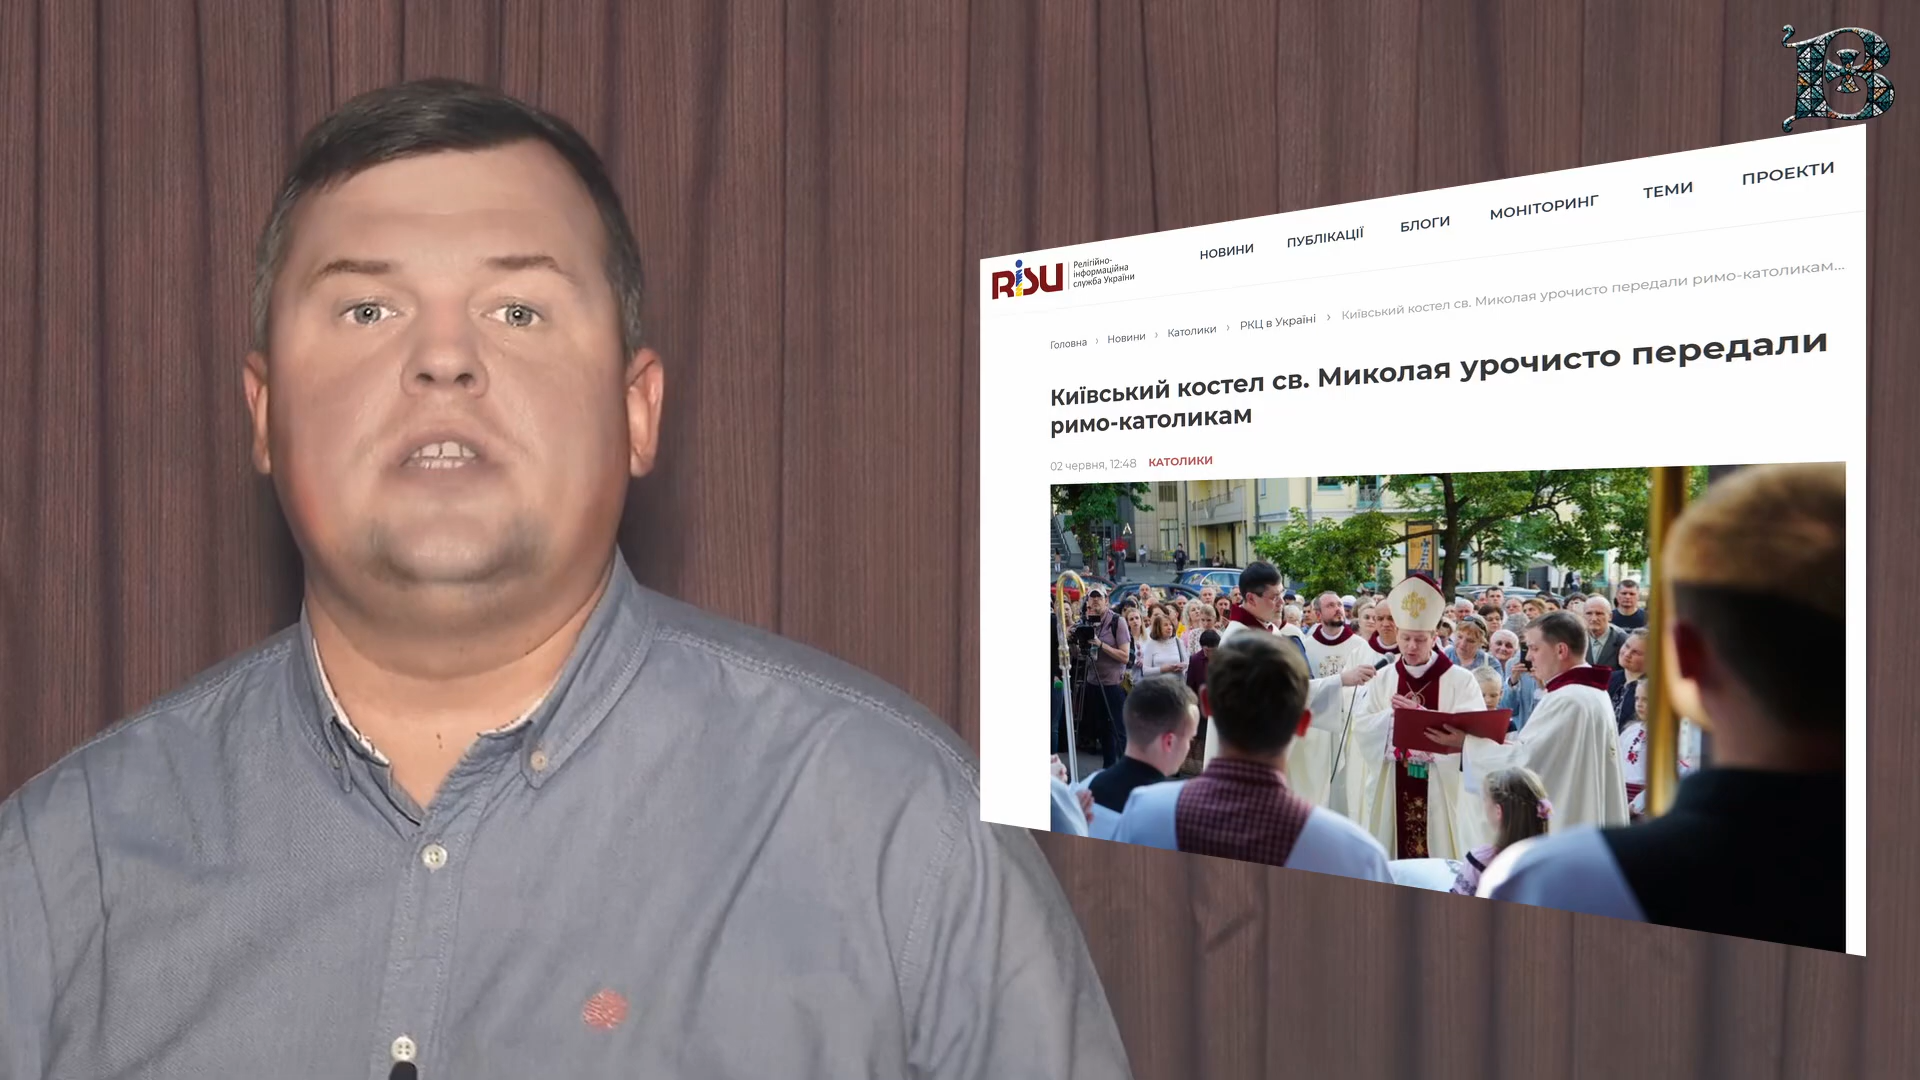 B
RISU
Релігійно-
інформаційна
служба України
НОВИНИ ПУБЛІКАЦІЇ БЛОГИ МОНІТОРИНГ ТЕМИ ПРОЕКТИ
Головна › Новини › Католики › РКЦ в Україні › Київський костел св. Миколая урочисто передали римо-католикам...
Київський костел св. Миколая урочисто передали
римо-католикам
02 червня, 12:48 КАТОЛИКИ
A